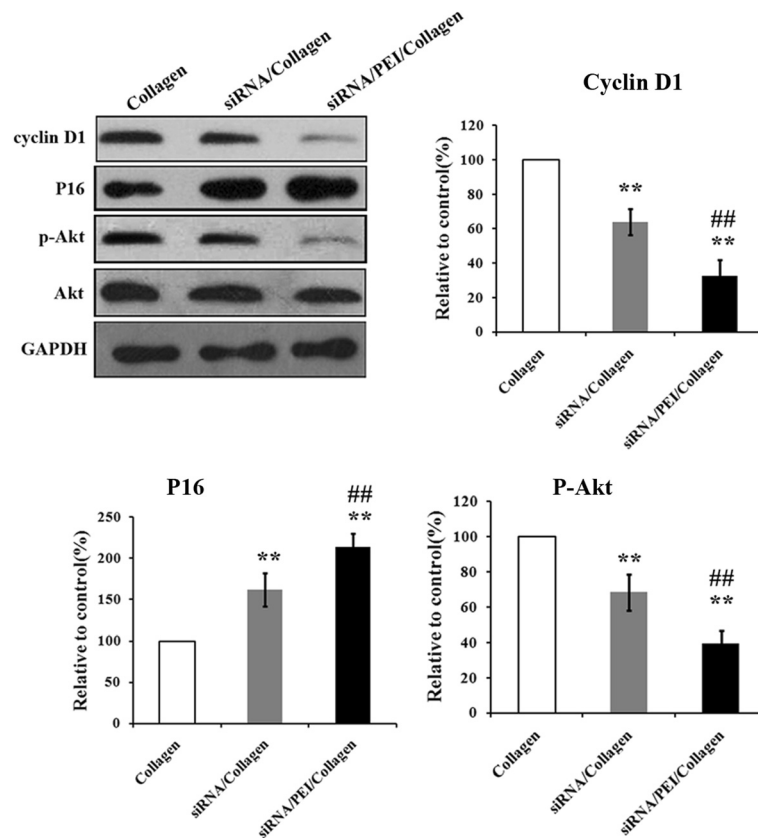 Collagen
siRNA/Collagen
siRNA/PEI/Collagen
cyclin D1
P16
p-Akt
Akt
GAPDH
Cyclin D1
Relative to control(%)
120
100
80
60
40
20
0
**
##
**
Collagen
siRNA/Collagen
siRNA/PEI/Collagen
P16
Relative to control(%)
250
200
150
100
50
0
**
##
**
Collagen
siRNA/Collagen
siRNA/PEI/Collagen
P-Akt
Relative to control(%)
120
100
80
60
40
20
0
**
##
**
Collagen
siRNA/Collagen
siRNA/PEI/Collagen